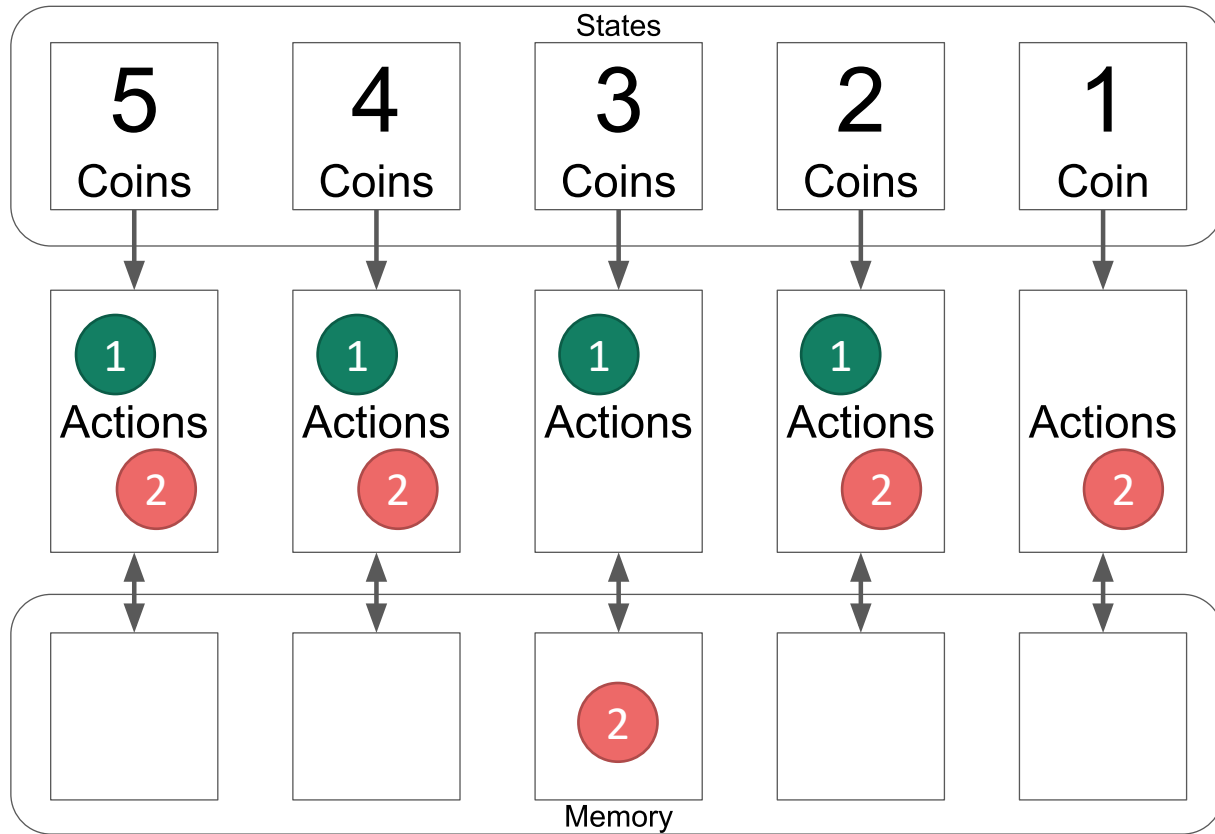 States
5 4 3 2 1
Coins Coins Coins Coins Coin
1 1 1 1
Actions Actions Actions Actions Actions
2 2 2 2
2
Memory